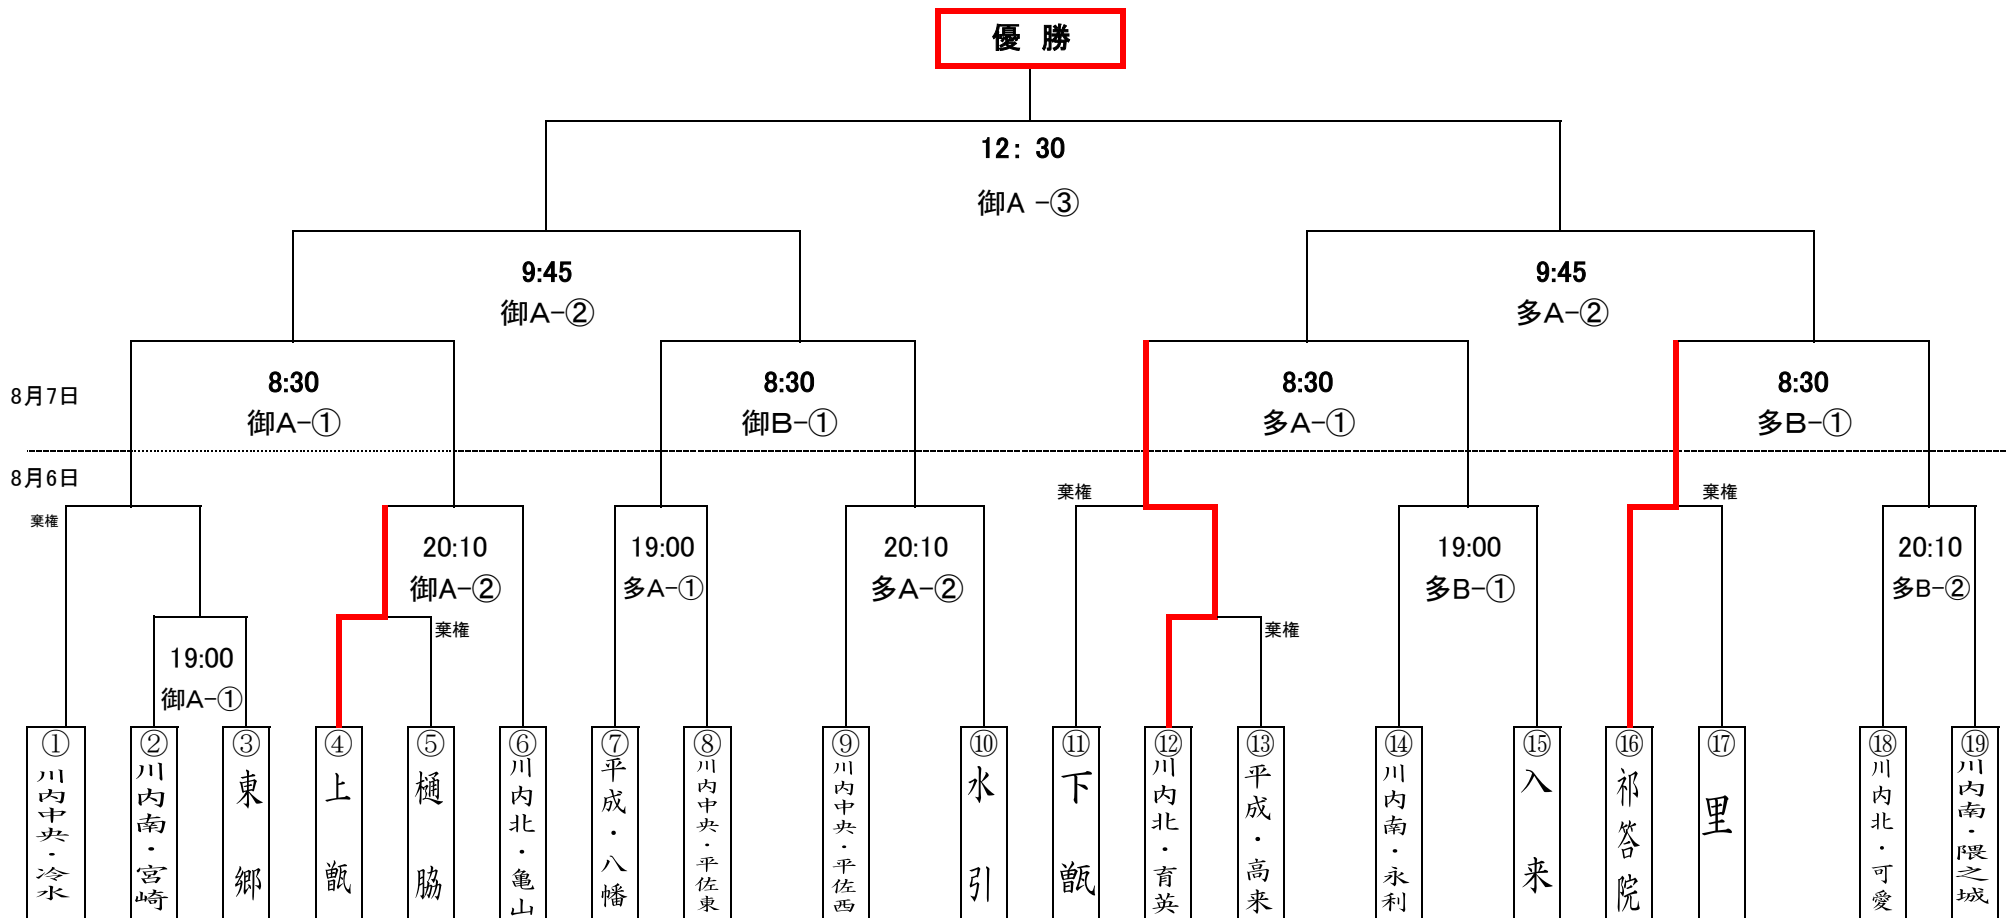 優 勝
12: 30
御A -③
9:45
御A-②
9:45
多A-②
8月7日
8:30
御A-①
8:30
御B-①
8:30
多A-①
8:30
多B-①
8月6日
棄権
棄権
棄権
20:10
御A-②
19:00
多A-①
20:10
多A-②
19:00
多B-①
20:10
多B-②
棄権
棄権
19:00
御A-①
①川内中央・冷水
②川内南・宮崎
③東郷
④上甑
⑤樋脇
⑥川内北・亀山
⑦平成・八幡
⑧川内中央・平佐東
⑨川内中央・平佐西
⑩水引
⑪下甑
⑫川内北・育英
⑬平成・高来
⑭川内南・永利
⑮入来
⑯祁答院
⑰里
⑱川内北・可愛
⑲川内南・隈之城